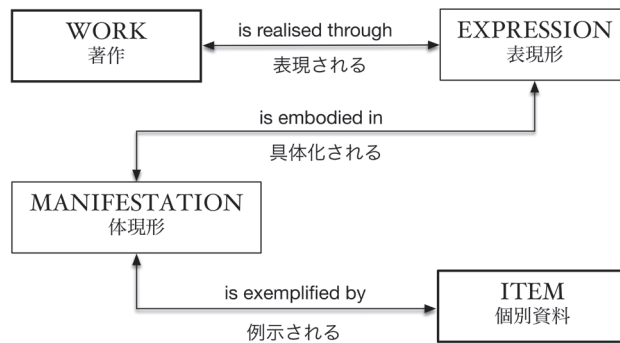 WORK
著作
is realised through
表現される
EXPRESSION
表現形
is embodied in
具体化される
MANIFESTATION
体現形
is exemplified by
例示される
ITEM
個別資料